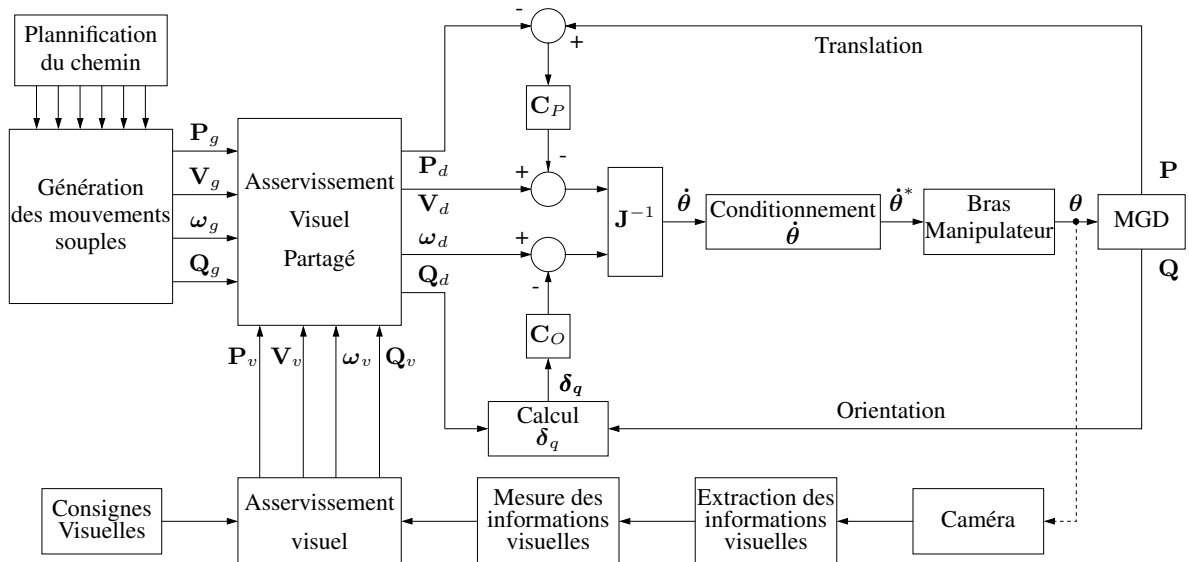 Plannification
du chemin
Génération
des mouvements
souples
P_g
V_g
ω_g
Q_g
Asservissement
Visuel
Partagé
P_d
V_d
ω_d
Q_d
-
+
C_P
-
+
+
-
C_O
δ_q
Calcul
δ_q
J^{-1}
θ̇
Conditionnement
θ̇
θ̇*
Bras
Manipulateur
θ
MGD
P
Q
Translation
Orientation
P_v
V_v
ω_v
Q_v
Consignes
Visuelles
Asservissement
visuel
Mesure des
informations
visuelles
Extraction des
informations
visuelles
Caméra